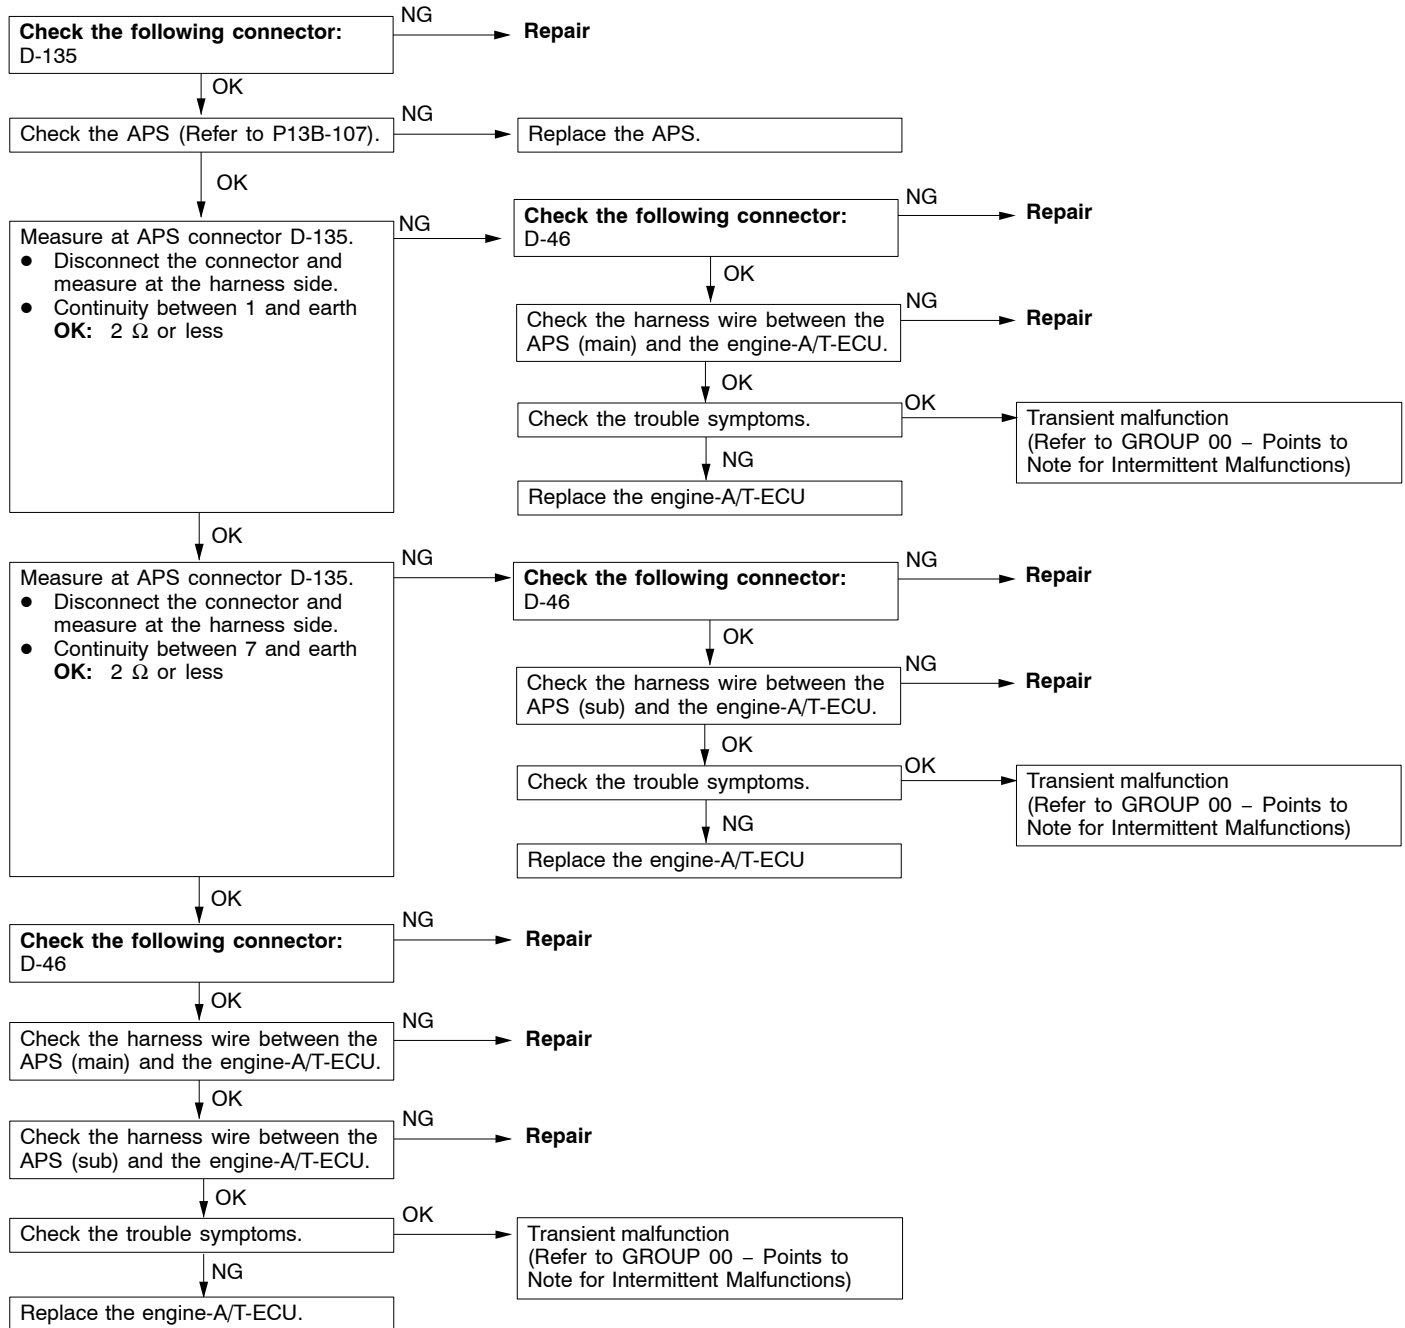 Check the following connector:
D-135
NG
Repair
OK
Check the APS (Refer to P13B-107).
NG
Replace the APS.
OK
Measure at APS connector D-135.
● Disconnect the connector and
measure at the harness side.
● Continuity between 1 and earth
OK: 2 Ω or less
NG
Check the following connector:
D-46
NG
Repair
OK
Check the harness wire between the
APS (main) and the engine-A/T-ECU.
NG
Repair
OK
Check the trouble symptoms.
OK
Transient malfunction
(Refer to GROUP 00 – Points to
Note for Intermittent Malfunctions)
NG
Replace the engine-A/T-ECU
OK
Measure at APS connector D-135.
● Disconnect the connector and
measure at the harness side.
● Continuity between 7 and earth
OK: 2 Ω or less
NG
Check the following connector:
D-46
NG
Repair
OK
Check the harness wire between the
APS (sub) and the engine-A/T-ECU.
NG
Repair
OK
Check the trouble symptoms.
OK
Transient malfunction
(Refer to GROUP 00 – Points to
Note for Intermittent Malfunctions)
NG
Replace the engine-A/T-ECU
OK
Check the following connector:
D-46
NG
Repair
OK
Check the harness wire between the
APS (main) and the engine-A/T-ECU.
NG
Repair
OK
Check the harness wire between the
APS (sub) and the engine-A/T-ECU.
NG
Repair
OK
Check the trouble symptoms.
OK
Transient malfunction
(Refer to GROUP 00 – Points to
Note for Intermittent Malfunctions)
NG
Replace the engine-A/T-ECU.